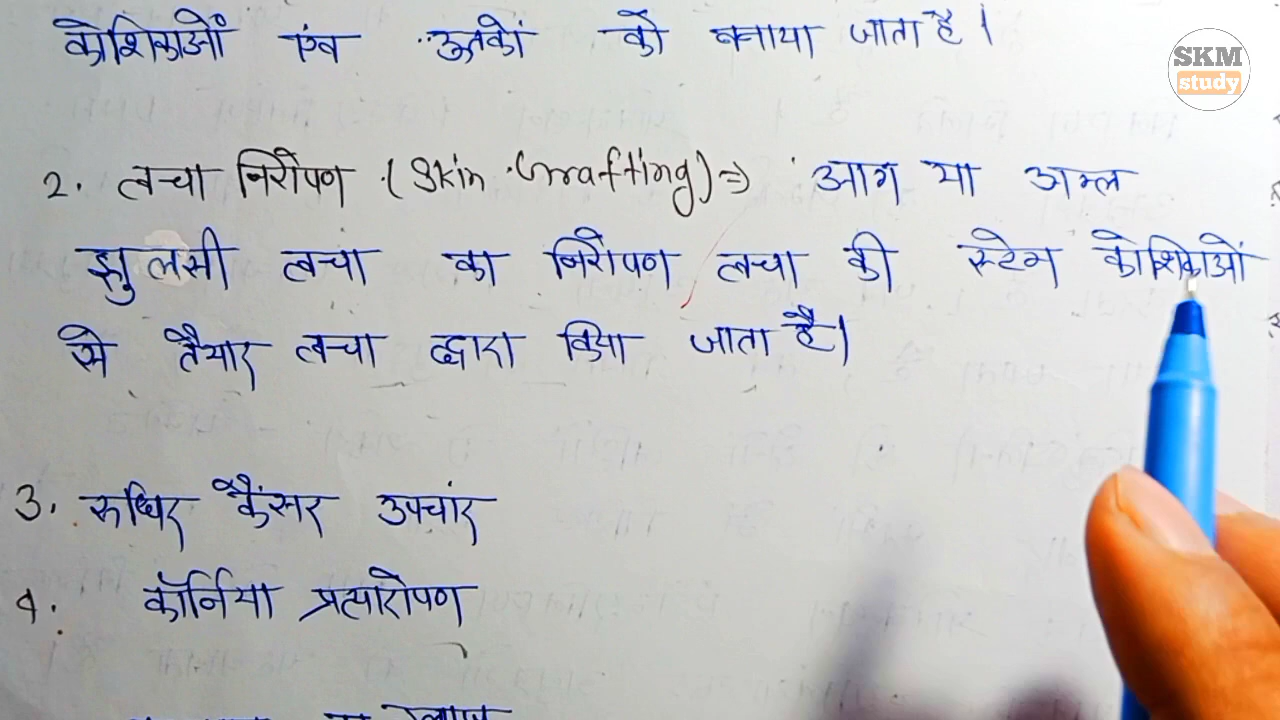 कोशिकाओं एंव ऊतकों को बनाया जाता है।
SKM
study
2. त्वचा निरोपण (Skin Grafting) => आग या अम्ल
झुलसी त्वचा का निरोपण त्वचा की स्टेम कोशिकाओं
से तैयार त्वचा द्वारा किया जाता है।
3. रुधिर कैंसर उपचांर
4. कॉर्निया प्रत्यारोपण